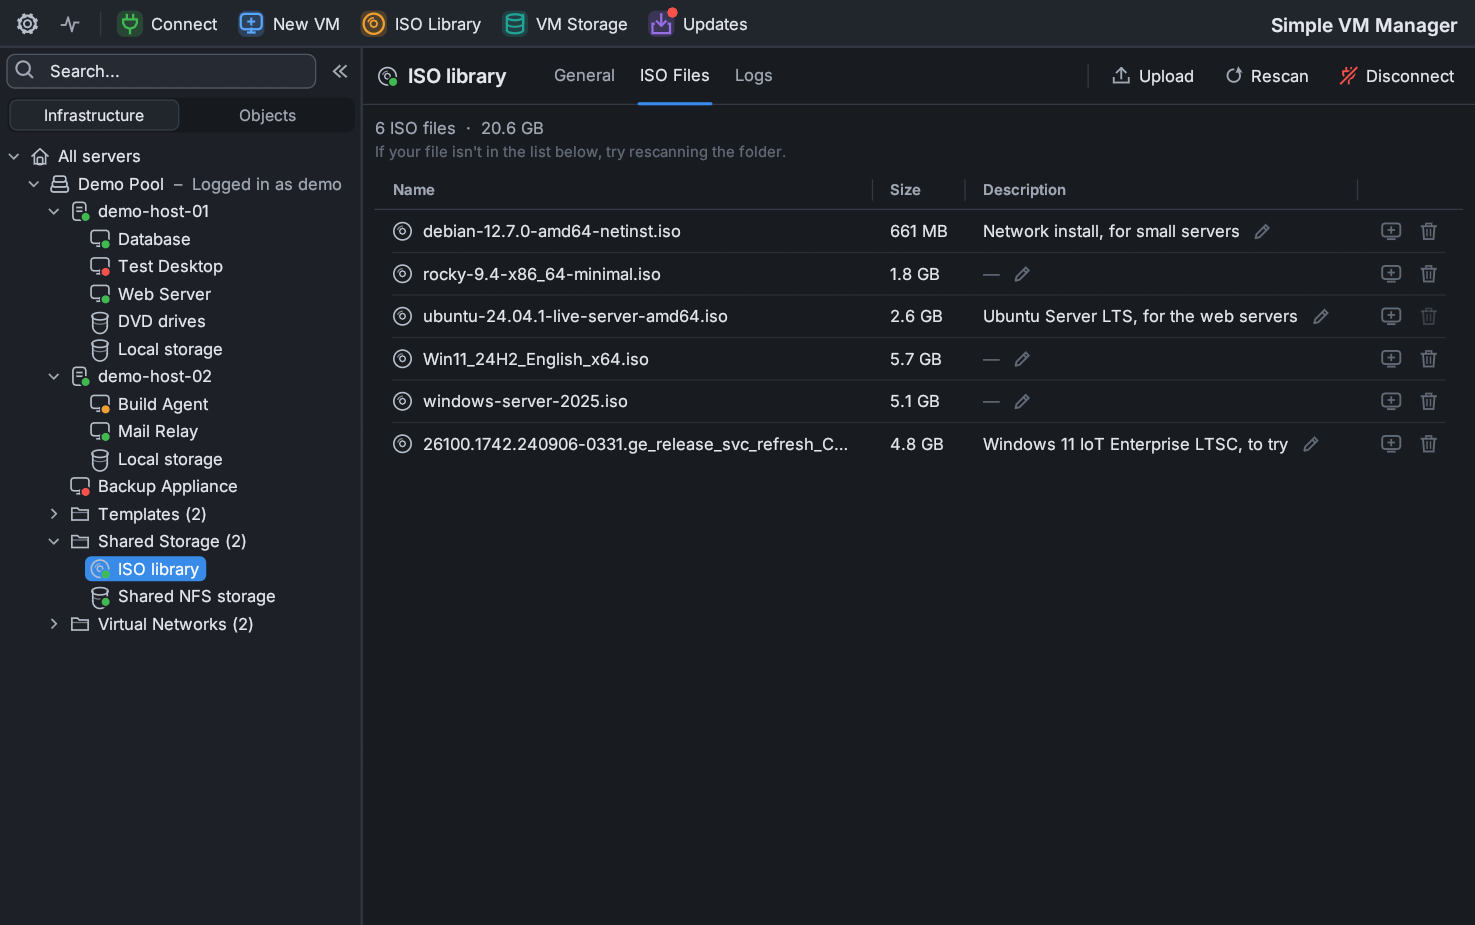 Connect New VM ISO Library VM Storage Updates Simple VM Manager
Search...
ISO library General ISO Files Logs Upload Rescan Disconnect
Infrastructure Objects
All servers
Demo Pool – Logged in as demo
demo-host-01
Database
Test Desktop
Web Server
DVD drives
Local storage
demo-host-02
Build Agent
Mail Relay
Local storage
Backup Appliance
Templates (2)
Shared Storage (2)
ISO library
Shared NFS storage
Virtual Networks (2)
6 ISO files · 20.6 GB
If your file isn't in the list below, try rescanning the folder.
Name Size Description
debian-12.7.0-amd64-netinst.iso 661 MB Network install, for small servers
rocky-9.4-x86_64-minimal.iso 1.8 GB —
ubuntu-24.04.1-live-server-amd64.iso 2.6 GB Ubuntu Server LTS, for the web servers
Win11_24H2_English_x64.iso 5.7 GB —
windows-server-2025.iso 5.1 GB —
26100.1742.240906-0331.ge_release_svc_refresh_C... 4.8 GB Windows 11 IoT Enterprise LTSC, to try